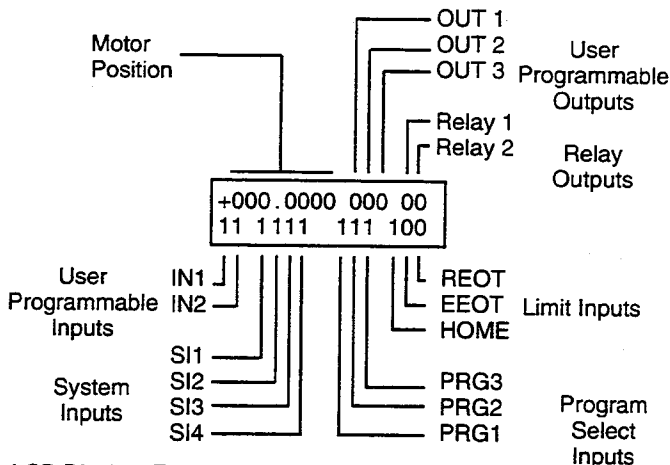 Motor
Position
OUT 1
OUT 2
OUT 3
User
Programmable
Outputs
Relay 1
Relay 2
Relay
Outputs
+000.0000 000 00
11 1111 111 100
User
Programmable
Inputs
IN1
IN2
REOT
EEOT
HOME
Limit Inputs
System
Inputs
SI1
SI2
SI3
SI4
PRG3
PRG2
PRG1
Program
Select
Inputs